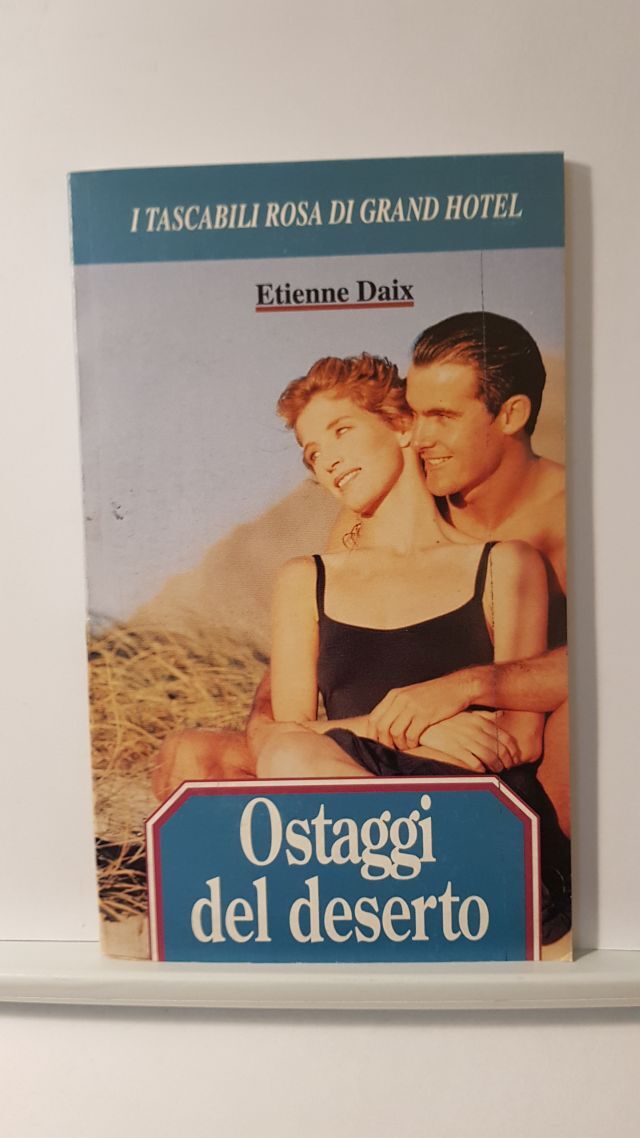 I TASCABILI ROSA DI GRAND HOTEL
Etienne Daix
Ostaggi
del deserto